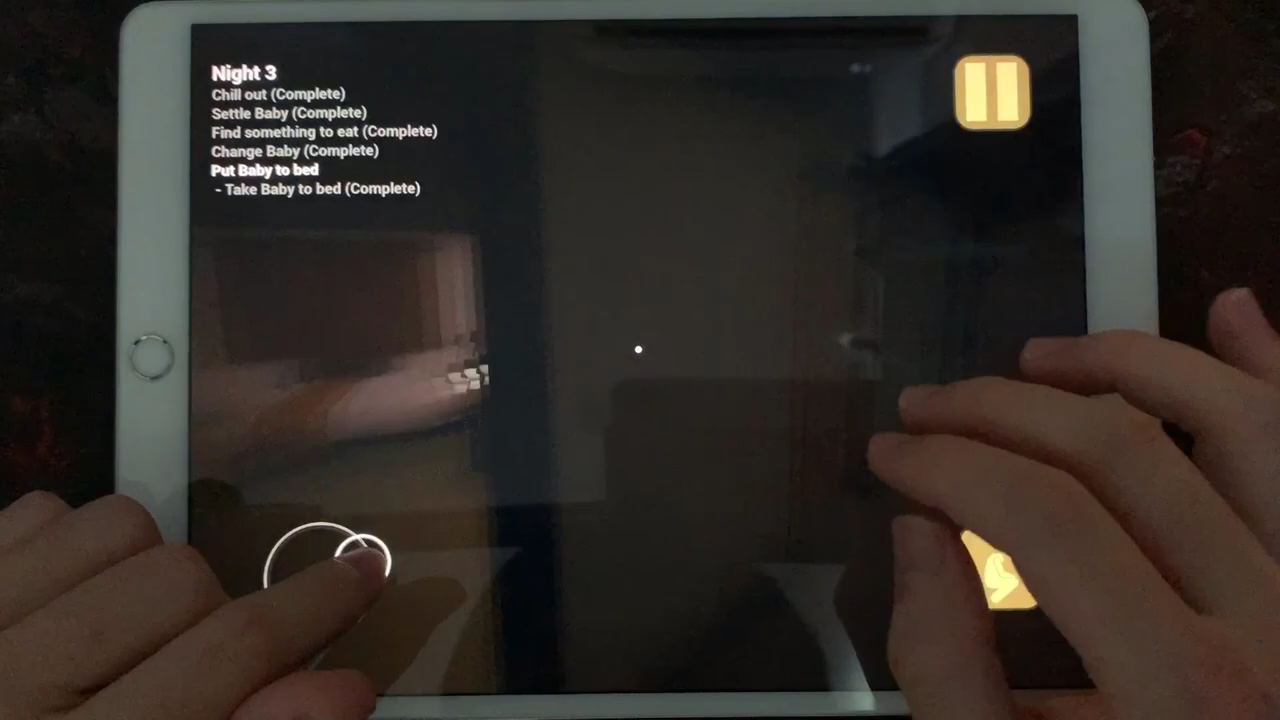 Night 3
Chill out (Complete)
Settle Baby (Complete)
Find something to eat (Complete)
Change Baby (Complete)
Put Baby to bed
- Take Baby to bed (Complete)